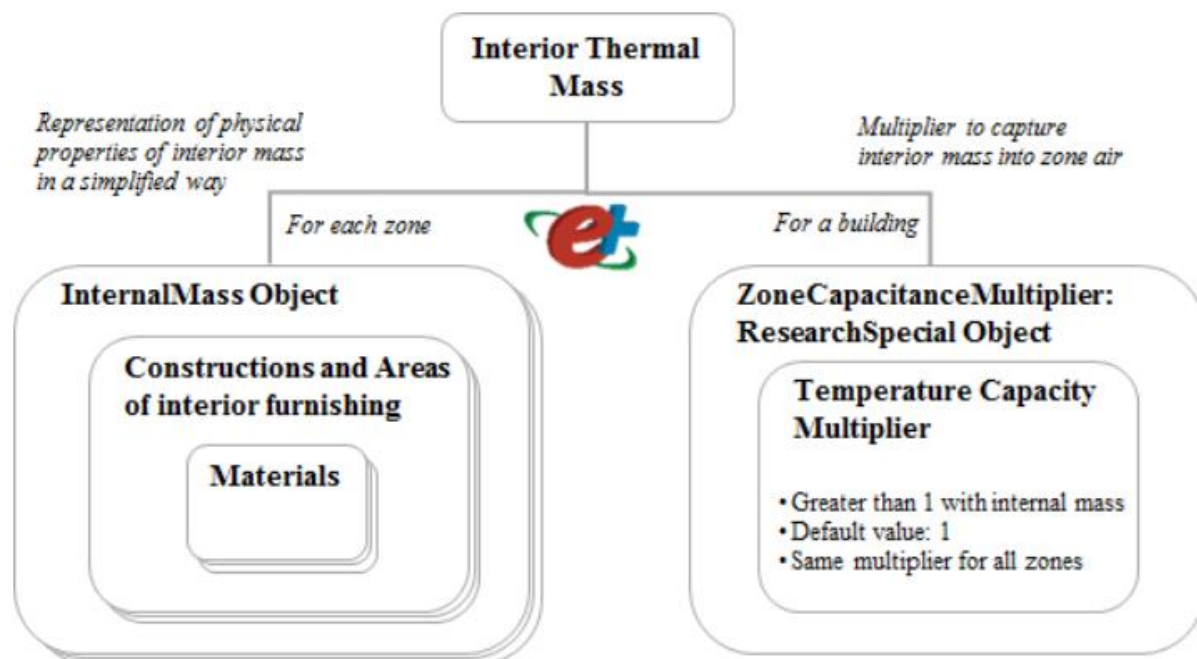 Interior Thermal
Mass
Representation of physical
properties of interior mass
in a simplified way
Multiplier to capture
interior mass into zone air
For each zone
e+
For a building
InternalMass Object
Constructions and Areas
of interior furnishing
Materials
ZoneCapacitanceMultiplier:
ResearchSpecial Object
Temperature Capacity
Multiplier
• Greater than 1 with internal mass
• Default value: 1
• Same multiplier for all zones